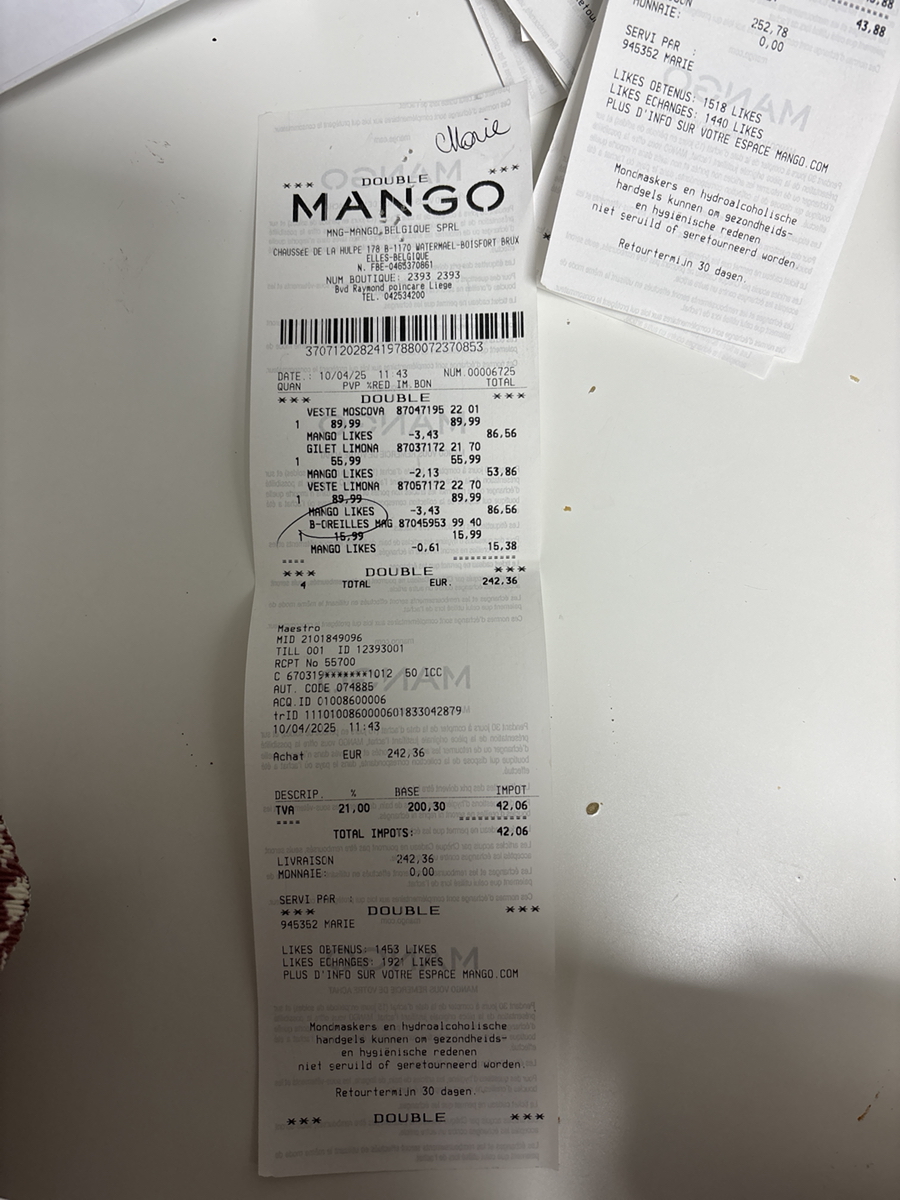 Marie
*** DOUBLE ***
MANGO
MNG-MANGO BELGIQUE SPRL
CHAUSSEE DE LA HULPE 178 B-1170 WATERMAEL-BOISFORT BRUX
ELLES-BELGIQUE
N. FBE-0465370861
NUM BOUTIQUE: 2393 2393
Bvd Raymond poincare Liege
TEL. 042534200
37071202824197880072370853
DATE.: 10/04/25 11:43 NUM.00006725
QUAN PVP %RED IM.BON TOTAL
*** DOUBLE ***
VESTE MOSCOVA 87047195 22 01
1 89,99 89,99
MANGO LIKES -3,43 86,56
GILET LIMONA 87037172 21 70
1 55,99 55,99
MANGO LIKES -2,13 53,86
VESTE LIMONA 87057172 22 70
1 89,99 89,99
MANGO LIKES -3,43 86,56
B-OREILLES MAG 87045953 99 40
1 15,99 15,99
MANGO LIKES -0,61 15,38
*** DOUBLE ***
4 TOTAL EUR. 242,36
Maestro
MID 2101849096
TILL 001 ID 12393001
RCPT No 55700
C 670319*******1012 50 ICC
AUT. CODE 074885
ACQ.ID 01008600006
trID 1110100860000601833042879
10/04/2025 11:43
Achat EUR 242,36
DESCRIP. % BASE IMPOT
TVA 21,00 200,30 42,06
TOTAL IMPOTS: 42,06
LIVRAISON 242,36
MONNAIE: 0,00
SERVI PAR :
*** DOUBLE ***
945352 MARIE
LIKES OBTENUS: 1453 LIKES
LIKES ECHANGES: 1921 LIKES
PLUS D'INFO SUR VOTRE ESPACE MANGO.COM
Mondmaskers en hydroalcoholische
handgels kunnen om gezondheids-
en hygiënische redenen
niet geruild of geretourneerd worden.
Retourtermijn 30 dagen.
*** DOUBLE ***
43,88
252,78
MONNAIE: 0,00
SERVI PAR :
945352 MARIE
LIKES OBTENUS: 1518 LIKES
LIKES ECHANGES: 1440 LIKES
PLUS D'INFO SUR VOTRE ESPACE MANGO.COM
Mondmaskers en hydroalcoholische
handgels kunnen om gezondheids-
en hygiënische redenen
niet geruild of geretourneerd worden.
Retourtermijn 30 dagen.